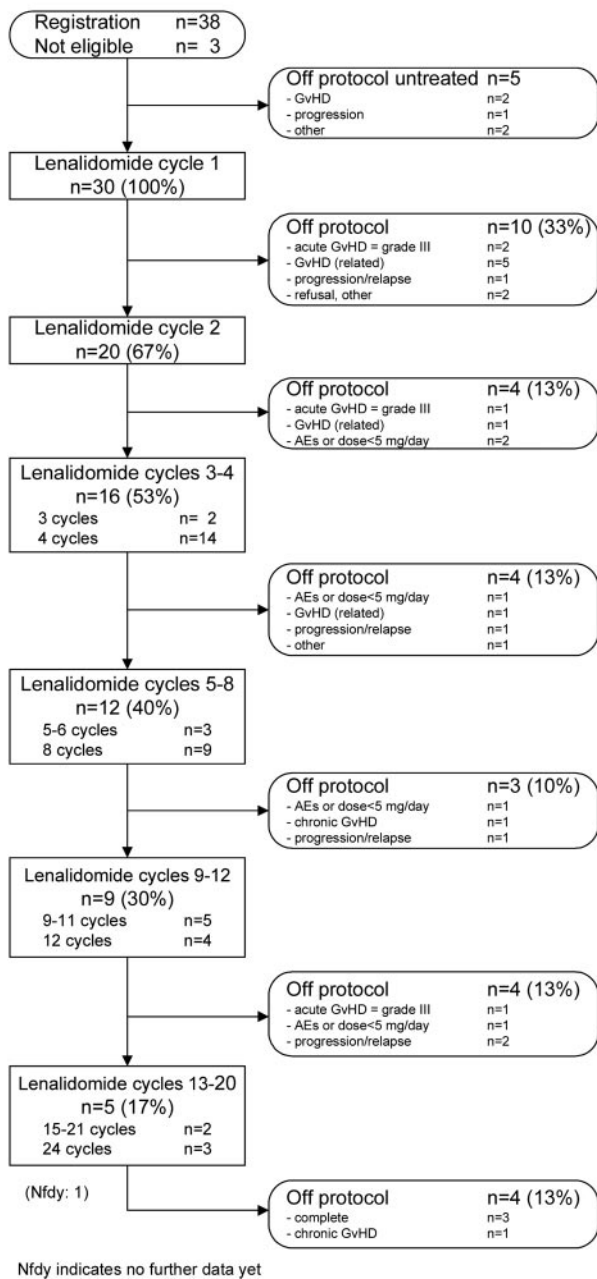 Registration n=38
Not eligible n= 3
Off protocol untreated n=5
- GvHD n=2
- progression n=1
- other n=2
Lenalidomide cycle 1
n=30 (100%)
Off protocol n=10 (33%)
- acute GvHD = grade III n=2
- GvHD (related) n=5
- progression/relapse n=1
- refusal, other n=2
Lenalidomide cycle 2
n=20 (67%)
Off protocol n=4 (13%)
- acute GvHD = grade III n=1
- GvHD (related) n=1
- AEs or dose<5 mg/day n=2
Lenalidomide cycles 3-4
n=16 (53%)
3 cycles n= 2
4 cycles n=14
Off protocol n=4 (13%)
- AEs or dose<5 mg/day n=1
- GvHD (related) n=1
- progression/relapse n=1
- other n=1
Lenalidomide cycles 5-8
n=12 (40%)
5-6 cycles n=3
8 cycles n=9
Off protocol n=3 (10%)
- AEs or dose<5 mg/day n=1
- chronic GvHD n=1
- progression/relapse n=1
Lenalidomide cycles 9-12
n=9 (30%)
9-11 cycles n=5
12 cycles n=4
Off protocol n=4 (13%)
- acute GvHD = grade III n=1
- AEs or dose<5 mg/day n=1
- progression/relapse n=2
Lenalidomide cycles 13-20
n=5 (17%)
15-21 cycles n=2
24 cycles n=3
(Nfdy: 1)
Off protocol n=4 (13%)
- complete n=3
- chronic GvHD n=1
Nfdy indicates no further data yet